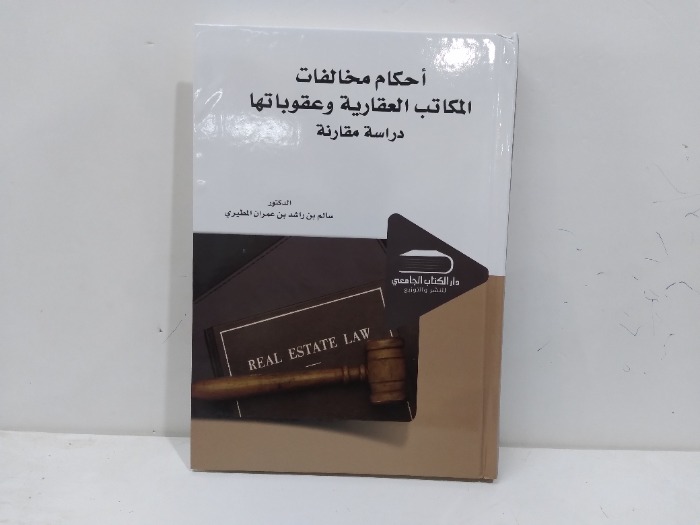 أحكام مخالفات
المكاتب العقارية وعقوباتها
دراسة مقارنة
الدكتور
سالم بن راشد بن عمران المطيري
دار الكتاب الجامعي
للنشر والتوزيع
REAL ESTATE LAW